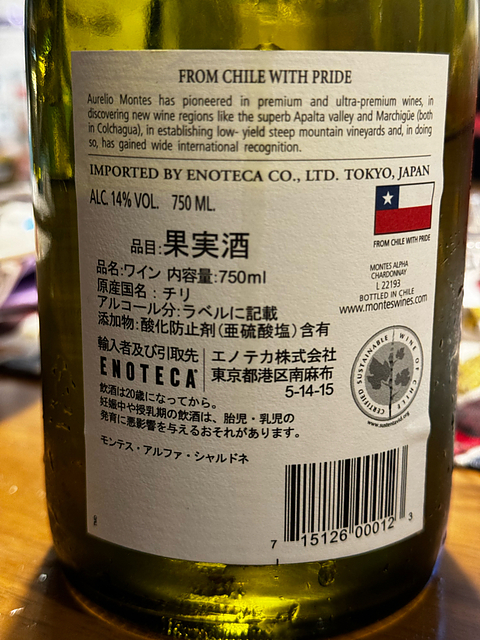 FROM CHILE WITH PRIDE
Aurelio Montes has pioneered in premium and ultra-premium wines, in
discovering new wine regions like the superb Apalta valley and Marchigüe (both
in Colchagua), in establishing low- yield steep mountain vineyards and, in doing
so, has gained wide international recognition.
IMPORTED BY ENOTECA CO., LTD. TOKYO, JAPAN
ALC. 14% VOL. 750 ML.
FROM CHILE WITH PRIDE
品目:果実酒
品名:ワイン 内容量:750ml
原産国名:チリ
アルコール分:ラベルに記載
添加物:酸化防止剤(亜硫酸塩)含有
MONTES ALPHA
CHARDONNAY
L 22193
BOTTLED IN CHILE
www.monteswines.com
輸入者及び引取先
ENOTECA
エノテカ株式会社
東京都港区南麻布
5-14-15
CERTIFIED SUSTAINABLE WINE OF CHILE
飲酒は20歳になってから。
妊娠中や授乳期の飲酒は、胎児・乳児の
発育に悪影響を与えるおそれがあります。
モンテス・アルファ・シャルドネ
7 15126 00012 3